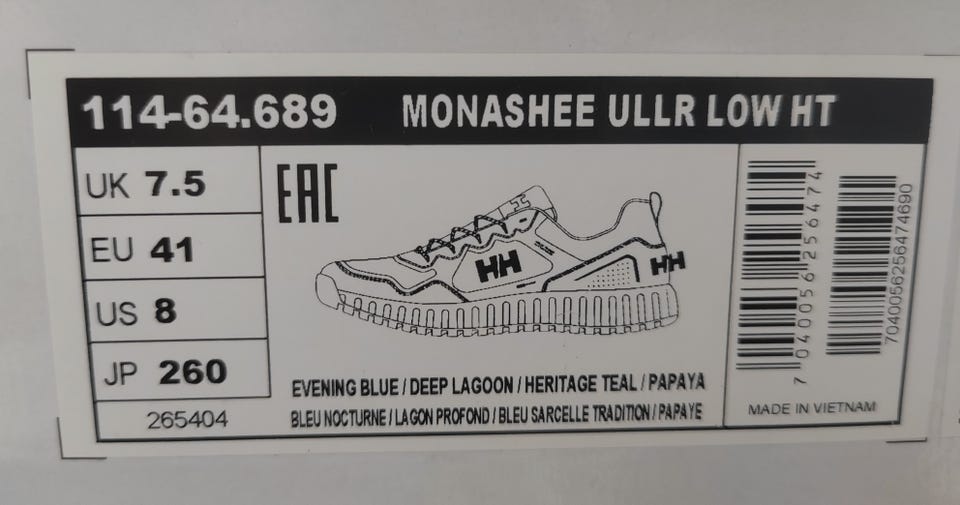 114-64.689 MONASHEE ULLR LOW HT
UK 7.5
EU 41
US 8
JP 260
265404
EAC
HH
HH
EVENING BLUE / DEEP LAGOON / HERITAGE TEAL / PAPAYA
BLEU NOCTURNE / LAGON PROFOND / BLEU SARCELLE TRADITION / PAPAYE
7 040056 256474
7040056256474690
MADE IN VIETNAM